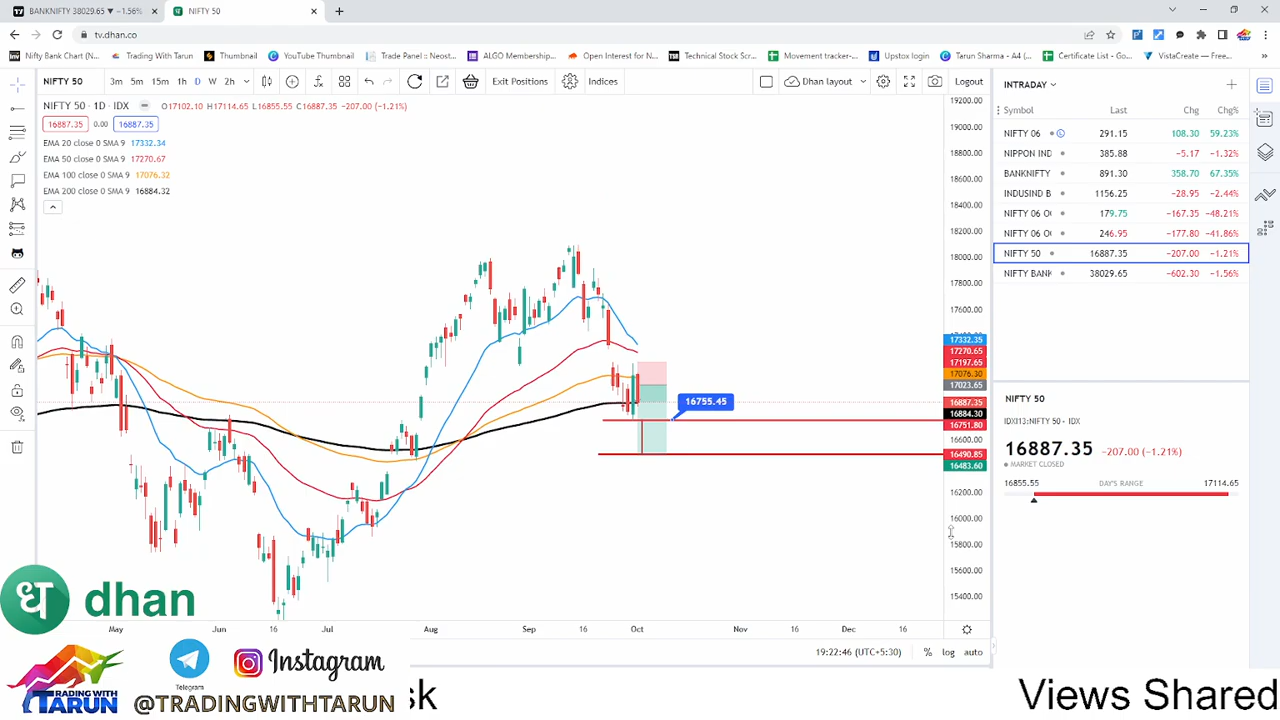 BANKNIFTY 38029.65 ▼ −1.56%
NIFTY 50
tv.dhan.co
Nifty Bank Chart (N...
Trading With Tarun
Thumbnail
YouTube Thumbnail
Trade Panel :: Neost...
ALGO Membership...
Open Interest for N...
Technical Stock Scr...
Movement tracker-...
Upstox login
Tarun Sharma - A4 (...
Certificate List - Go...
VistaCreate — Free...
NIFTY 50
3m 5m 15m 1h D W 2h
Exit Positions
Indices
Dhan layout
Logout
NIFTY 50 · 1D · IDX O17102.10 H17114.65 L16855.55 C16887.35 −207.00 (−1.21%)
16887.35 0.00 16887.35
EMA 20 close 0 SMA 9 17332.34
EMA 50 close 0 SMA 9 17270.67
EMA 100 close 0 SMA 9 17076.32
EMA 200 close 0 SMA 9 16884.32
19200.00
19000.00
18800.00
18600.00
18400.00
18200.00
18000.00
17800.00
17600.00
17332.35
17270.65
17197.65
17076.30
17023.65
16887.35
16884.30
16751.80
16600.00
16490.85
16483.60
16200.00
16000.00
15800.00
15600.00
15400.00
16755.45
May Jun 16 Jul Aug Sep 16 Oct Nov 16 Dec 16
19:22:46 (UTC+5:30) % log auto
INTRADAY
Symbol Last Chg Chg%
NIFTY 06 291.15 108.30 59.23%
NIPPON IND 385.88 −5.17 −1.32%
BANKNIFTY 891.30 358.70 67.35%
INDUSIND B 1156.25 −28.95 −2.44%
NIFTY 06 O 179.75 −167.35 −48.21%
NIFTY 06 O 246.95 −177.80 −41.86%
NIFTY 50 16887.35 −207.00 −1.21%
NIFTY BANK 38029.65 −602.30 −1.56%
NIFTY 50
IDX113:NIFTY 50 · IDX
16887.35 −207.00 (−1.21%)
MARKET CLOSED
16855.55 DAY'S RANGE 17114.65
ध dhan
TRADING WITH
TARUN
Telegram
Instagram
@TRADINGWITHTARUN
sk
Views Shared